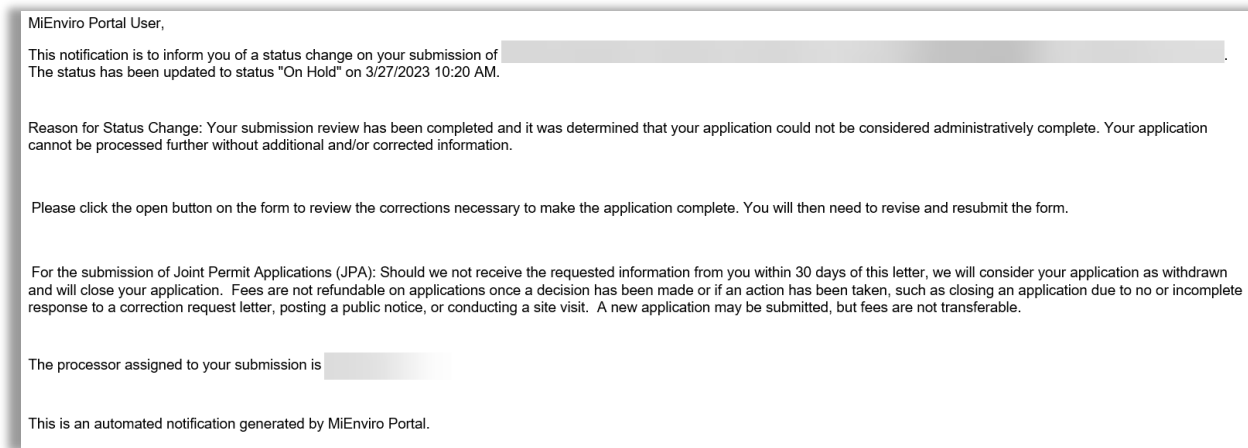 MiEnviro Portal User,
This notification is to inform you of a status change on your submission of .
The status has been updated to status "On Hold" on 3/27/2023 10:20 AM.
Reason for Status Change: Your submission review has been completed and it was determined that your application could not be considered administratively complete. Your application
cannot be processed further without additional and/or corrected information.
Please click the open button on the form to review the corrections necessary to make the application complete. You will then need to revise and resubmit the form.
For the submission of Joint Permit Applications (JPA): Should we not receive the requested information from you within 30 days of this letter, we will consider your application as withdrawn
and will close your application. Fees are not refundable on applications once a decision has been made or if an action has been taken, such as closing an application due to no or incomplete
response to a correction request letter, posting a public notice, or conducting a site visit. A new application may be submitted, but fees are not transferable.
The processor assigned to your submission is
This is an automated notification generated by MiEnviro Portal.